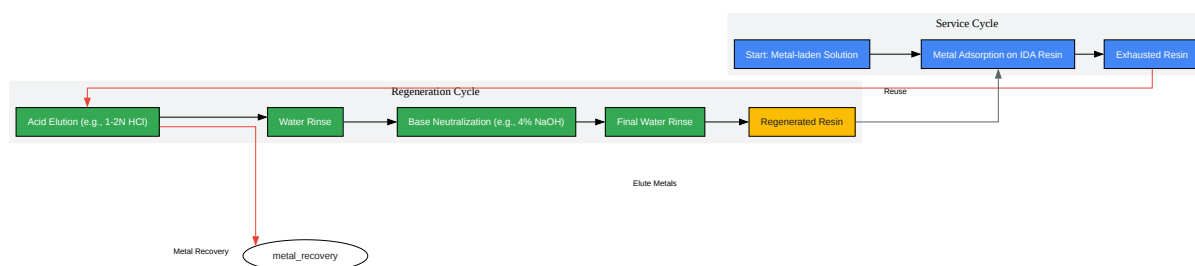 Service Cycle
Start: Metal-laden Solution
Metal Adsorption on IDA Resin
Exhausted Resin
Regeneration Cycle
Reuse
Acid Elution (e.g., 1-2N HCl)
Water Rinse
Base Neutralization (e.g., 4% NaOH)
Final Water Rinse
Regenerated Resin
Elute Metals
Metal Recovery
metal_recovery